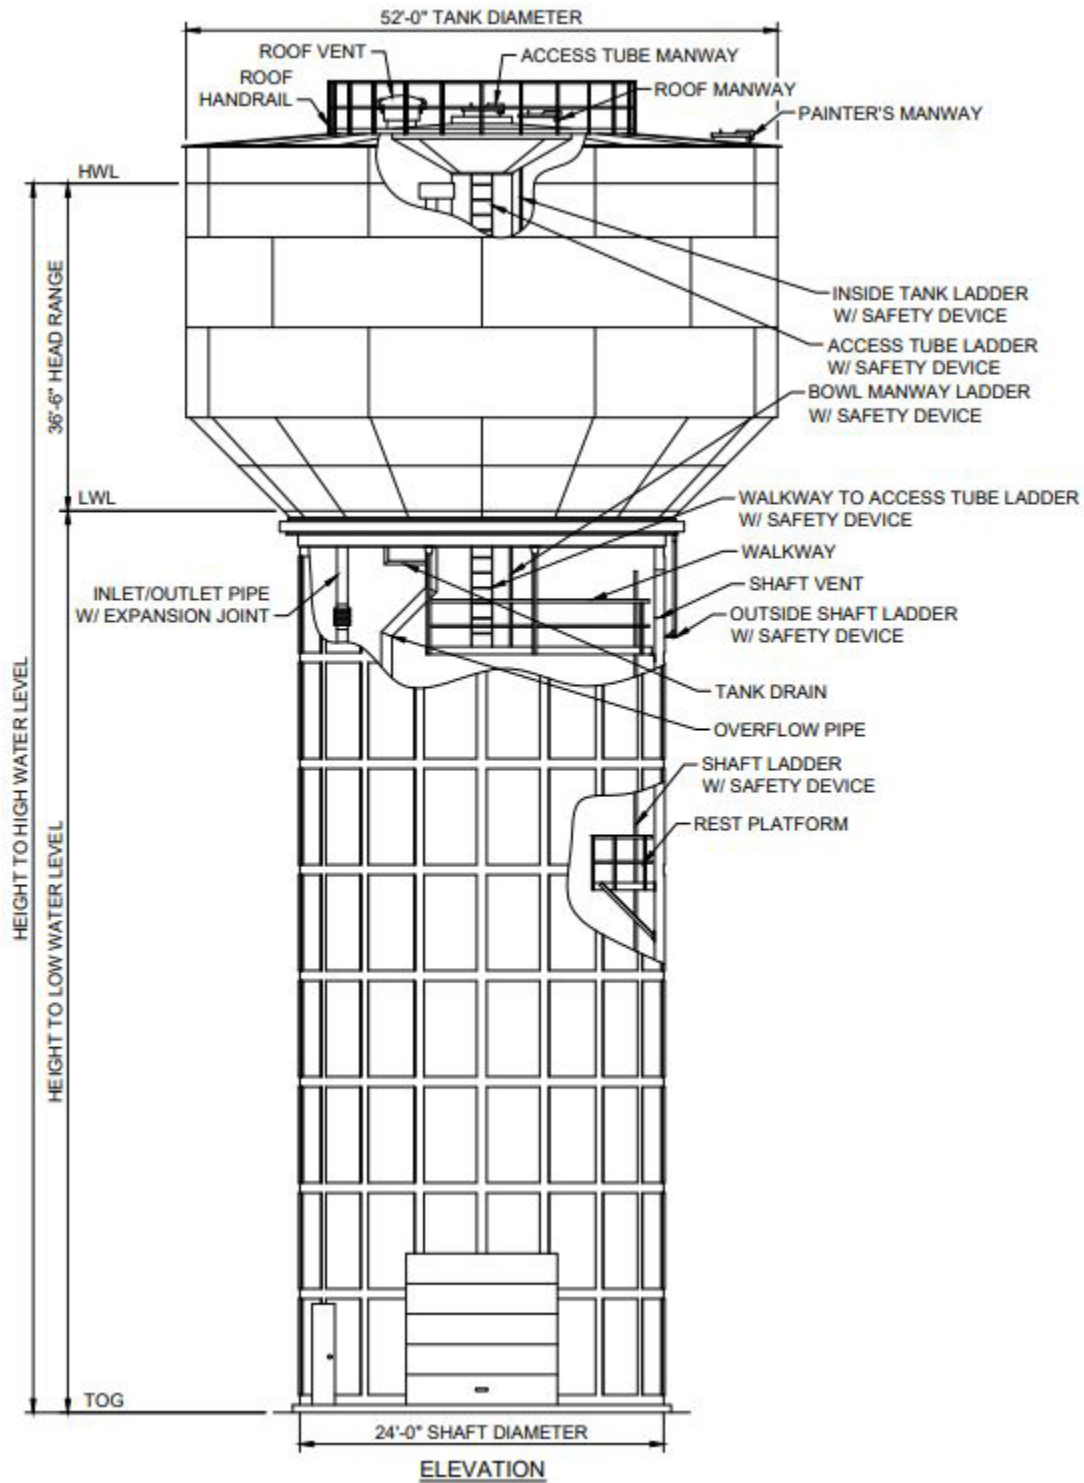 52'-0" TANK DIAMETER
ROOF VENT
ACCESS TUBE MANWAY
ROOF
HANDRAIL
ROOF MANWAY
PAINTER'S MANWAY
HWL
36'-6" HEAD RANGE
INSIDE TANK LADDER
W/ SAFETY DEVICE
ACCESS TUBE LADDER
W/ SAFETY DEVICE
BOWL MANWAY LADDER
W/ SAFETY DEVICE
LWL
WALKWAY TO ACCESS TUBE LADDER
W/ SAFETY DEVICE
WALKWAY
SHAFT VENT
INLET/OUTLET PIPE
W/ EXPANSION JOINT
OUTSIDE SHAFT LADDER
W/ SAFETY DEVICE
TANK DRAIN
OVERFLOW PIPE
SHAFT LADDER
W/ SAFETY DEVICE
REST PLATFORM
HEIGHT TO HIGH WATER LEVEL
HEIGHT TO LOW WATER LEVEL
TOG
24'-0" SHAFT DIAMETER
ELEVATION